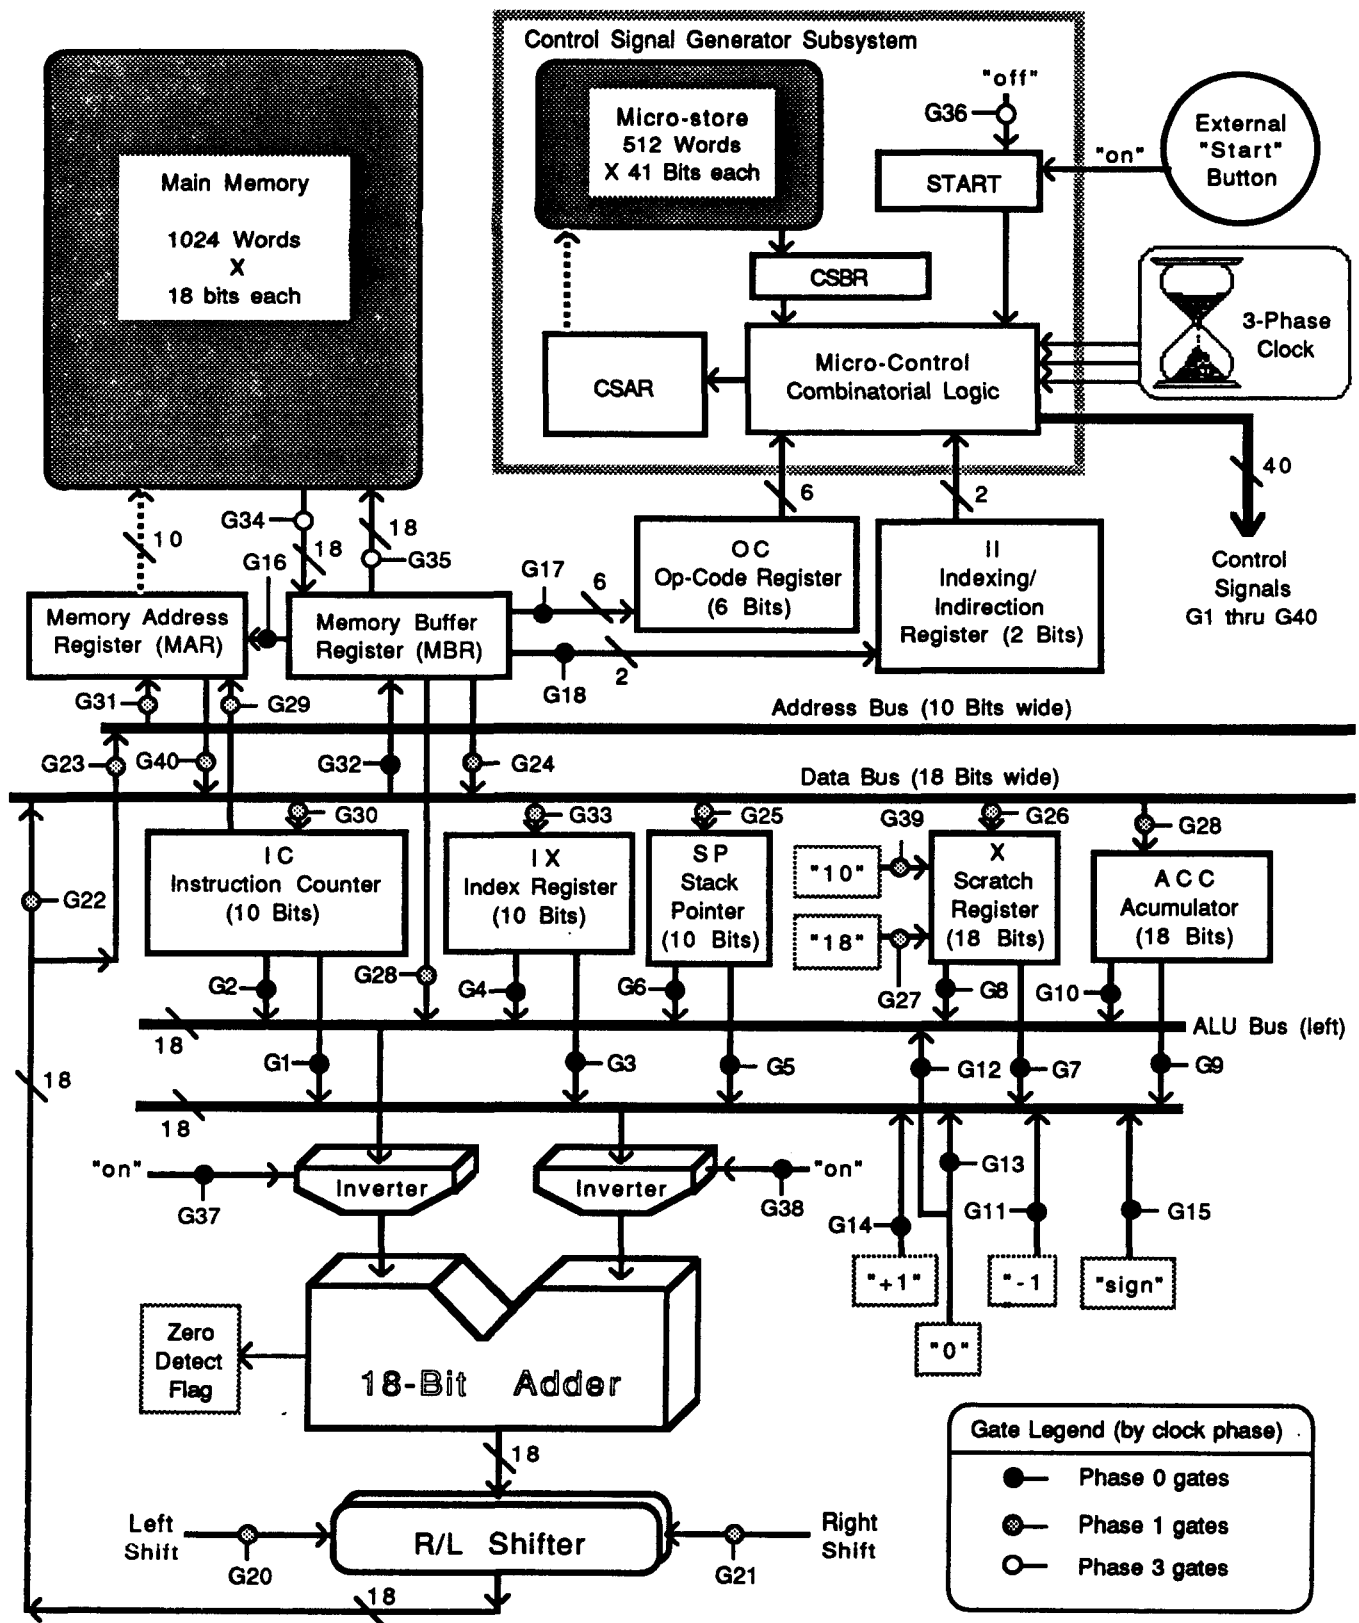 Control Signal Generator Subsystem
"off"
G36
Micro-store
512 Words
X 41 Bits each
Main Memory
1024 Words
X
18 bits each
START
"on"
External
"Start"
Button
CSBR
CSAR
Micro-Control
Combinatorial Logic
3-Phase
Clock
40
Control
Signals
G1 thru G40
6
2
G34
18
18
G35
10
G16
G17
6
OC
Op-Code Register
(6 Bits)
II
Indexing/
Indirection
Register (2 Bits)
Memory Address
Register (MAR)
Memory Buffer
Register (MBR)
G18
2
G31
G29
Address Bus (10 Bits wide)
G23
G40
G32
G24
Data Bus (18 Bits wide)
G30
G33
G25
G39
G26
G28
IC
Instruction Counter
(10 Bits)
IX
Index Register
(10 Bits)
SP
Stack
Pointer
(10 Bits)
"10"
"18"
X
Scratch
Register
(18 Bits)
ACC
Acumulator
(18 Bits)
G22
G2
G28
G4
G6
G27
G8
G10
18
ALU Bus (left)
18
G1
G3
G5
G12
G7
G9
18
"on"
G37
Inverter
Inverter
"on"
G38
G13
G14
G11
G15
"+1"
"-1
"sign"
"0"
Zero
Detect
Flag
18-Bit Adder
18
Left
Shift
G20
R/L Shifter
G21
Right
Shift
18
Gate Legend (by clock phase)
Phase 0 gates
Phase 1 gates
Phase 3 gates